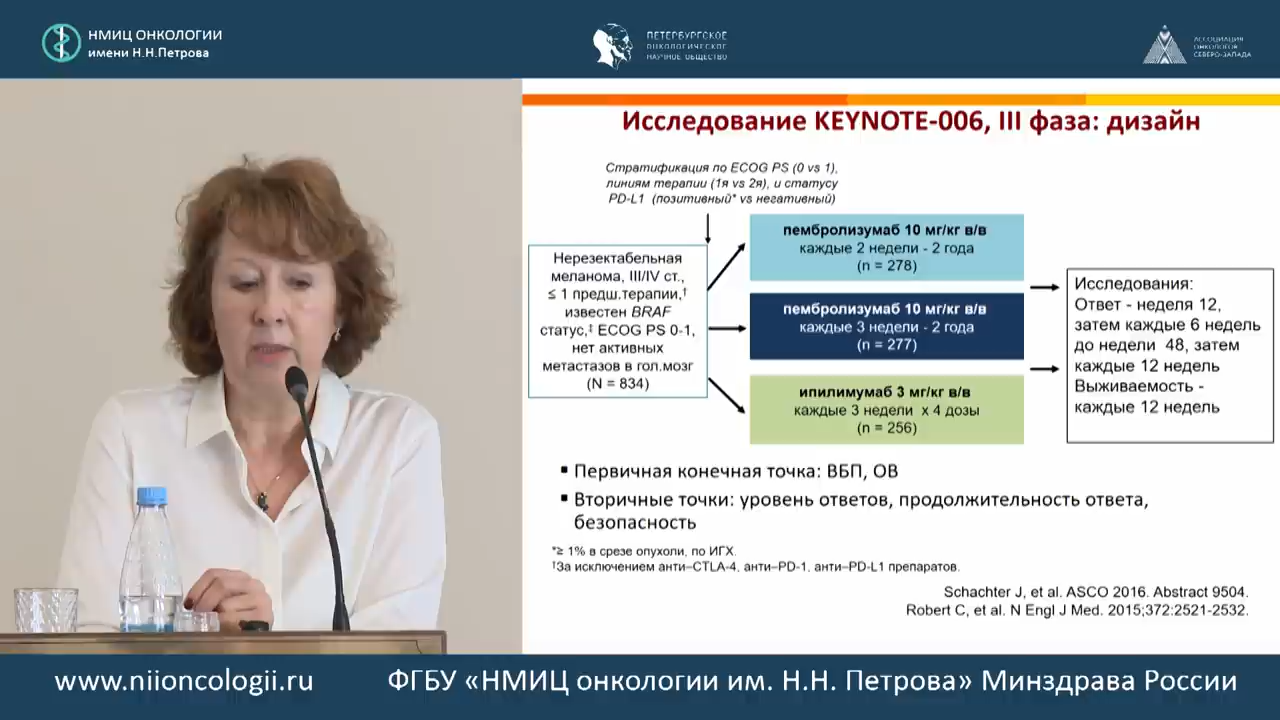 НМИЦ ОНКОЛОГИИ
имени Н.Н.Петрова
ПЕТЕРБУРГСКОЕ
ОНКОЛОГИЧЕСКОЕ
НАУЧНОЕ ОБЩЕСТВО
АССОЦИАЦИЯ
ОНКОЛОГОВ
СЕВЕРО-ЗАПАДА
Исследование KEYNOTE-006, III фаза: дизайн
Стратификация по ECOG PS (0 vs 1),
линиям терапии (1я vs 2я), и статусу
PD-L1 (позитивный* vs негативный)
Нерезектабельная
меланома, III/IV ст.,
≤ 1 предш.терапии,†
известен BRAF
статус,‡ ECOG PS 0-1,
нет активных
метастазов в гол.мозг
(N = 834)
пембролизумаб 10 мг/кг в/в
каждые 2 недели - 2 года
(n = 278)
пембролизумаб 10 мг/кг в/в
каждые 3 недели - 2 года
(n = 277)
ипилимумаб 3 мг/кг в/в
каждые 3 недели x 4 дозы
(n = 256)
Исследования:
Ответ - неделя 12,
затем каждые 6 недель
до недели 48, затем
каждые 12 недель
Выживаемость -
каждые 12 недель
▪ Первичная конечная точка: ВБП, ОВ
▪ Вторичные точки: уровень ответов, продолжительность ответа,
безопасность
*≥ 1% в срезе опухоли, по ИГХ.
†За исключением анти–CTLA-4, анти–PD-1, анти–PD-L1 препаратов.
Schachter J, et al. ASCO 2016. Abstract 9504.
Robert C, et al. N Engl J Med. 2015;372:2521-2532.
www.niioncologii.ru
ФГБУ «НМИЦ онкологии им. Н.Н. Петрова» Минздрава России